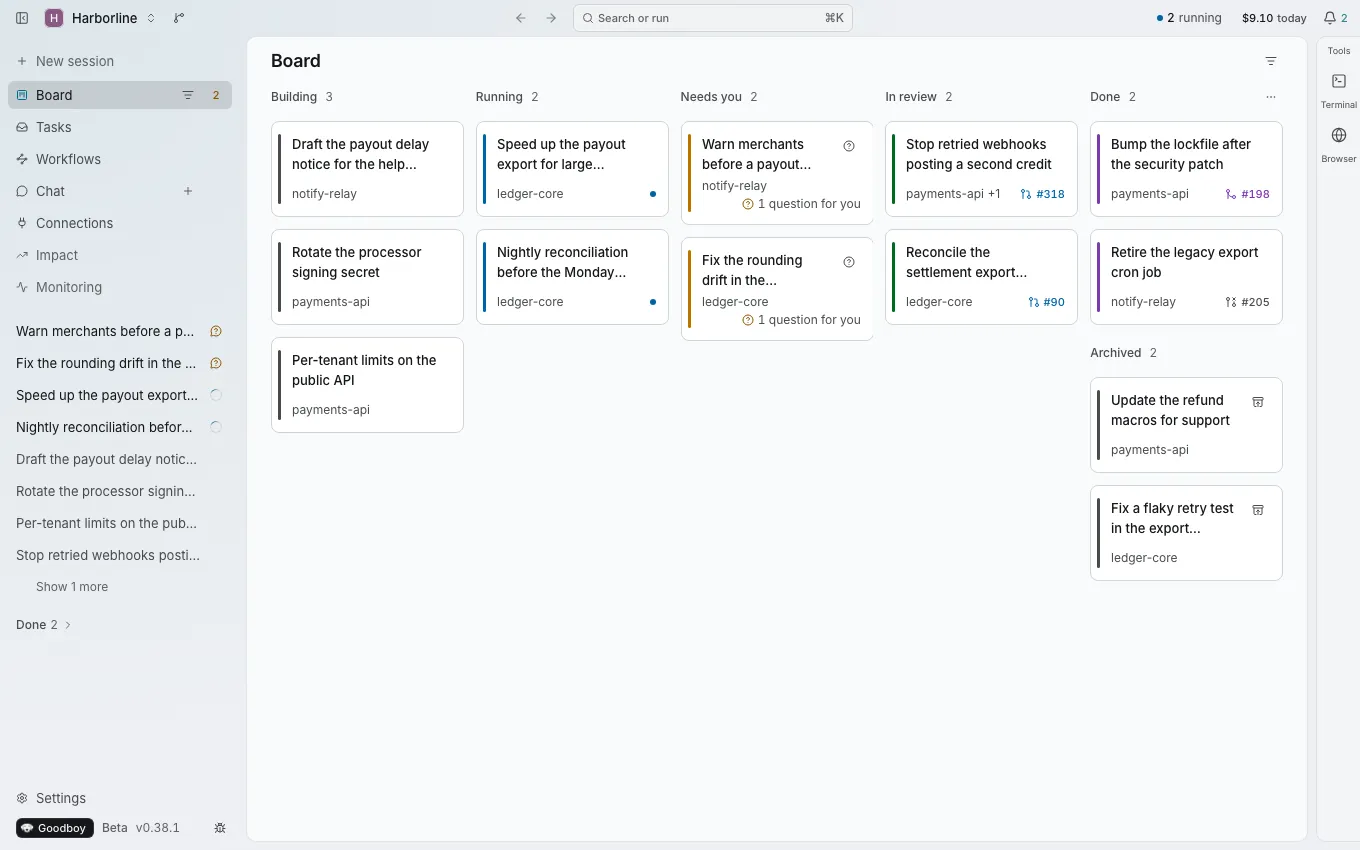 H Harborline
Search or run ⌘K
2 running
$9.10 today
2
New session
Board 2
Tasks
Workflows
Chat
Connections
Impact
Monitoring
Warn merchants before a p...
Fix the rounding drift in the ...
Speed up the payout export...
Nightly reconciliation befor...
Draft the payout delay notic...
Rotate the processor signin...
Per-tenant limits on the pub...
Stop retried webhooks posti...
Show 1 more
Done 2
Settings
Goodboy Beta v0.38.1
Board
Building 3
Draft the payout delay
notice for the help...
notify-relay
Rotate the processor
signing secret
payments-api
Per-tenant limits on the
public API
payments-api
Running 2
Speed up the payout
export for large...
ledger-core
Nightly reconciliation
before the Monday...
ledger-core
Needs you 2
Warn merchants
before a payout...
notify-relay
1 question for you
Fix the rounding
drift in the...
ledger-core
1 question for you
In review 2
Stop retried webhooks
posting a second credit
payments-api +1 #318
Reconcile the
settlement export...
ledger-core #90
Done 2 ...
Bump the lockfile after
the security patch
payments-api #198
Retire the legacy export
cron job
notify-relay #205
Archived 2
Update the refund
macros for support
payments-api
Fix a flaky retry test
in the export...
ledger-core
Tools
Terminal
Browser